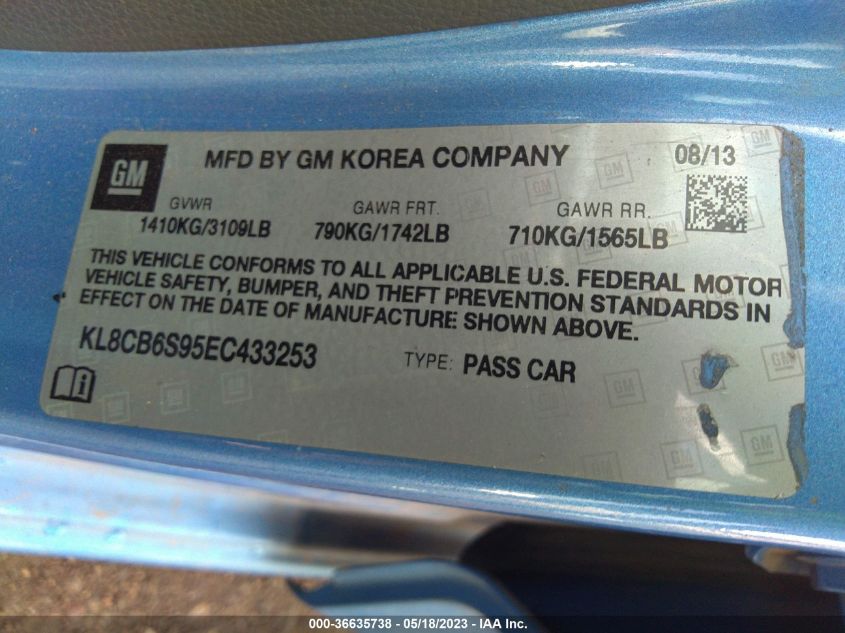 GM MFD BY GM KOREA COMPANY 08/13
GVWR GAWR FRT. GAWR RR.
1410KG/3109LB 790KG/1742LB 710KG/1565LB
THIS VEHICLE CONFORMS TO ALL APPLICABLE U.S. FEDERAL MOTOR
VEHICLE SAFETY, BUMPER, AND THEFT PREVENTION STANDARDS IN
EFFECT ON THE DATE OF MANUFACTURE SHOWN ABOVE.
KL8CB6S95EC433253 TYPE: PASS CAR
000-36635738 - 05/18/2023 - IAA Inc.